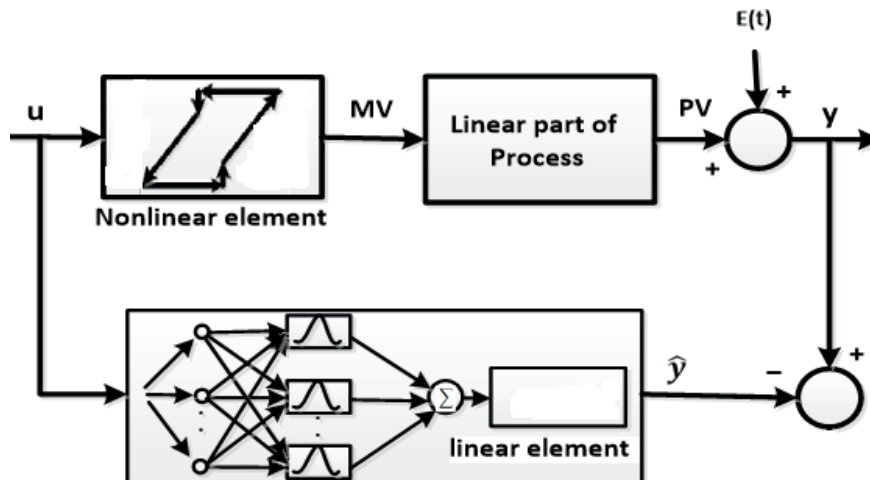 E(t)
+
u
MV
PV
y
Linear part of
Process
+
Nonlinear element
ŷ
+
−
Σ
linear element